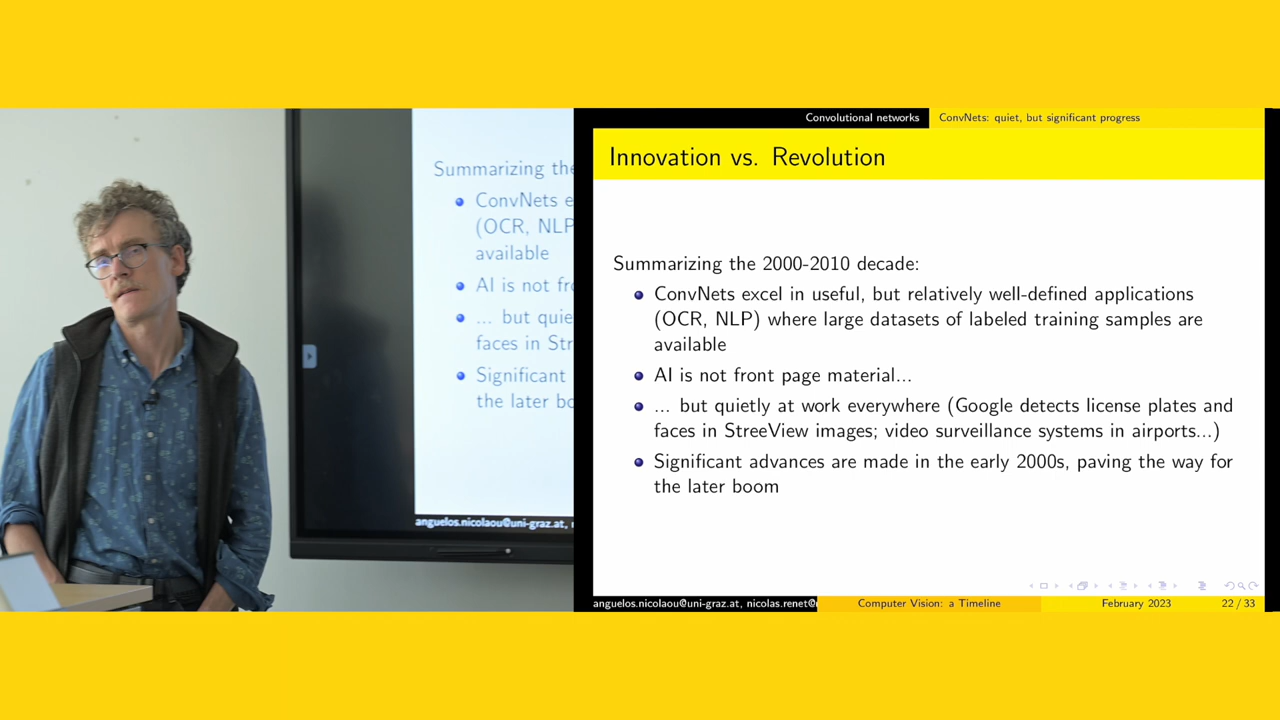 Summarizing the
ConvNets e
(OCR, NLP
available
AI is not fr
... but quie
faces in Str
Significant
the later bo
anguelos.nicolaou@uni-graz.at,
Convolutional networks
ConvNets: quiet, but significant progress
Innovation vs. Revolution
Summarizing the 2000-2010 decade:
ConvNets excel in useful, but relatively well-defined applications
(OCR, NLP) where large datasets of labeled training samples are
available
AI is not front page material...
... but quietly at work everywhere (Google detects license plates and
faces in StreeView images; video surveillance systems in airports...)
Significant advances are made in the early 2000s, paving the way for
the later boom
anguelos.nicolaou@uni-graz.at, nicolas.renet@
Computer Vision: a Timeline
February 2023
22 / 33